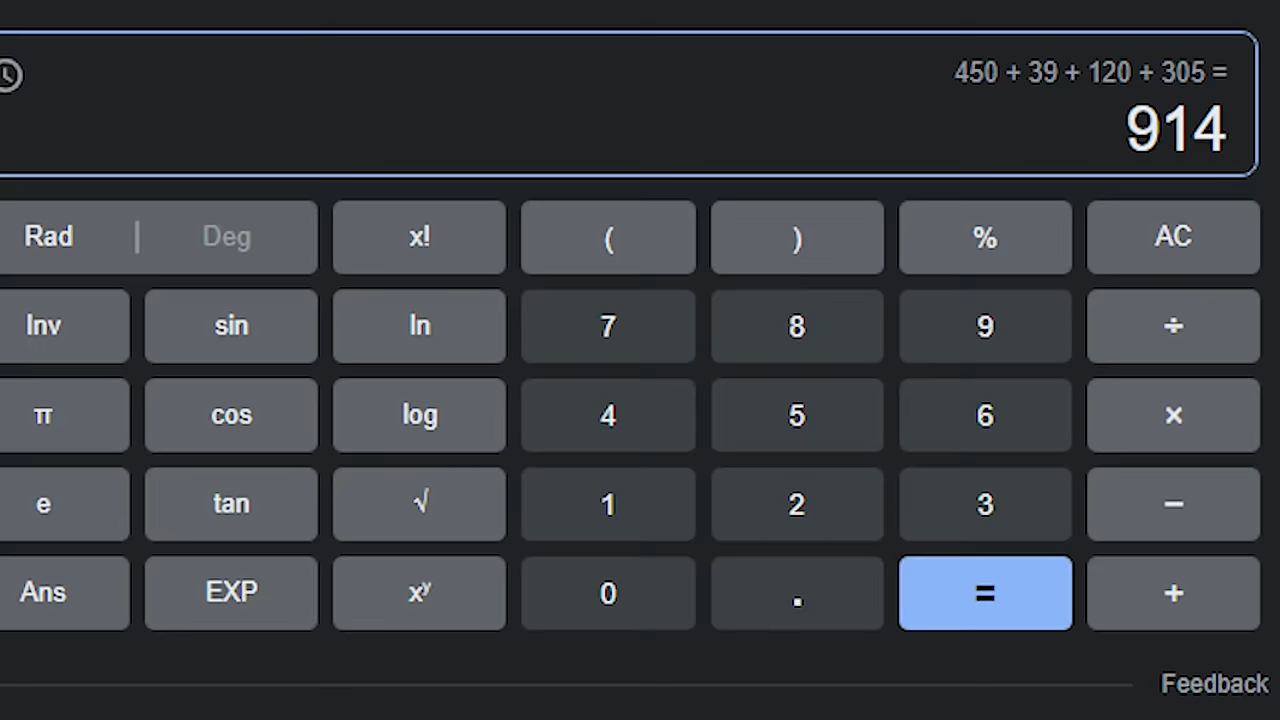 450 + 39 + 120 + 305 =
914
Rad | Deg x! ( ) % AC
Inv sin ln 7 8 9 ÷
π cos log 4 5 6 ×
e tan √ 1 2 3 −
Ans EXP xʸ 0 . = +
Feedback